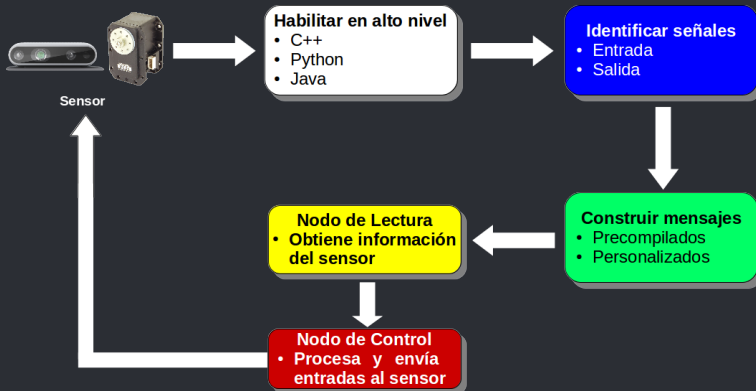 Sensor
Habilitar en alto nivel
• C++
• Python
• Java
Identificar señales
• Entrada
• Salida
Construir mensajes
• Precompilados
• Personalizados
Nodo de Lectura
• Obtiene información
del sensor
Nodo de Control
• Procesa y envía
entradas al sensor